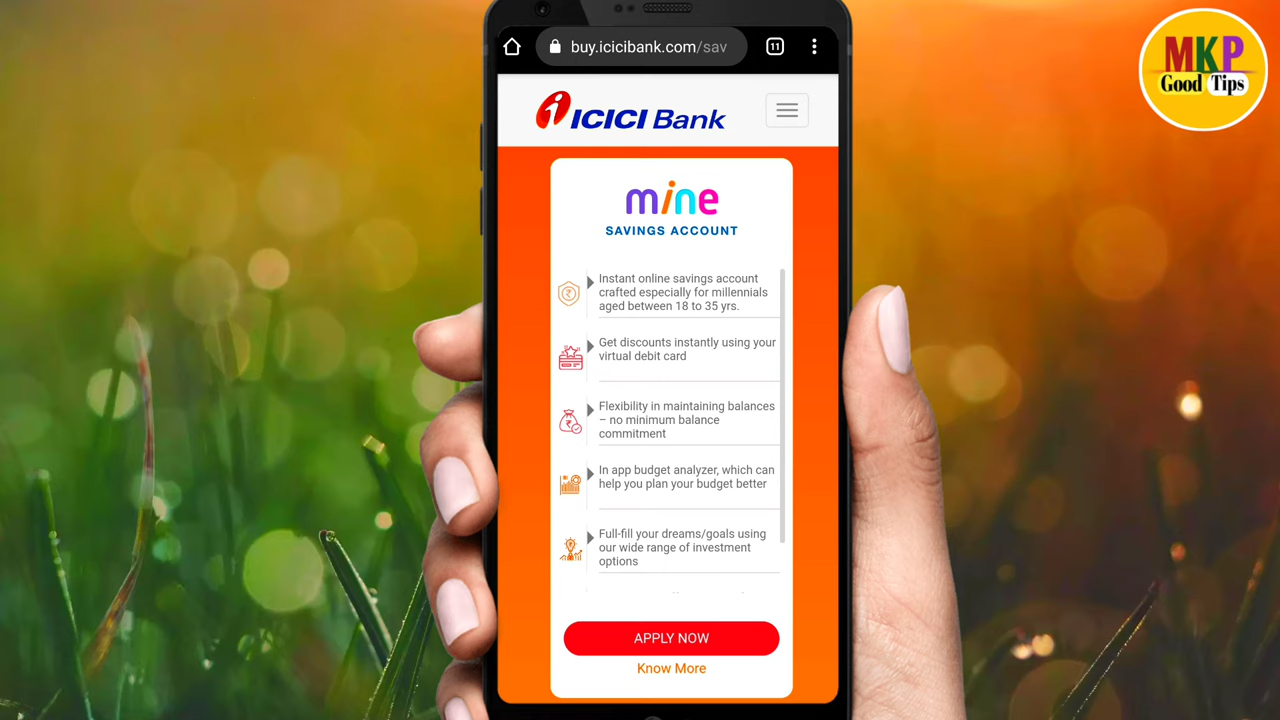 11
buy.icicibank.com/sav
MKP
Good Tips
ICICI Bank
mine
SAVINGS ACCOUNT
Instant online savings account
crafted especially for millennials
aged between 18 to 35 yrs.
Get discounts instantly using your
virtual debit card
Flexibility in maintaining balances
– no minimum balance
commitment
In app budget analyzer, which can
help you plan your budget better
Full-fill your dreams/goals using
our wide range of investment
options
APPLY NOW
Know More